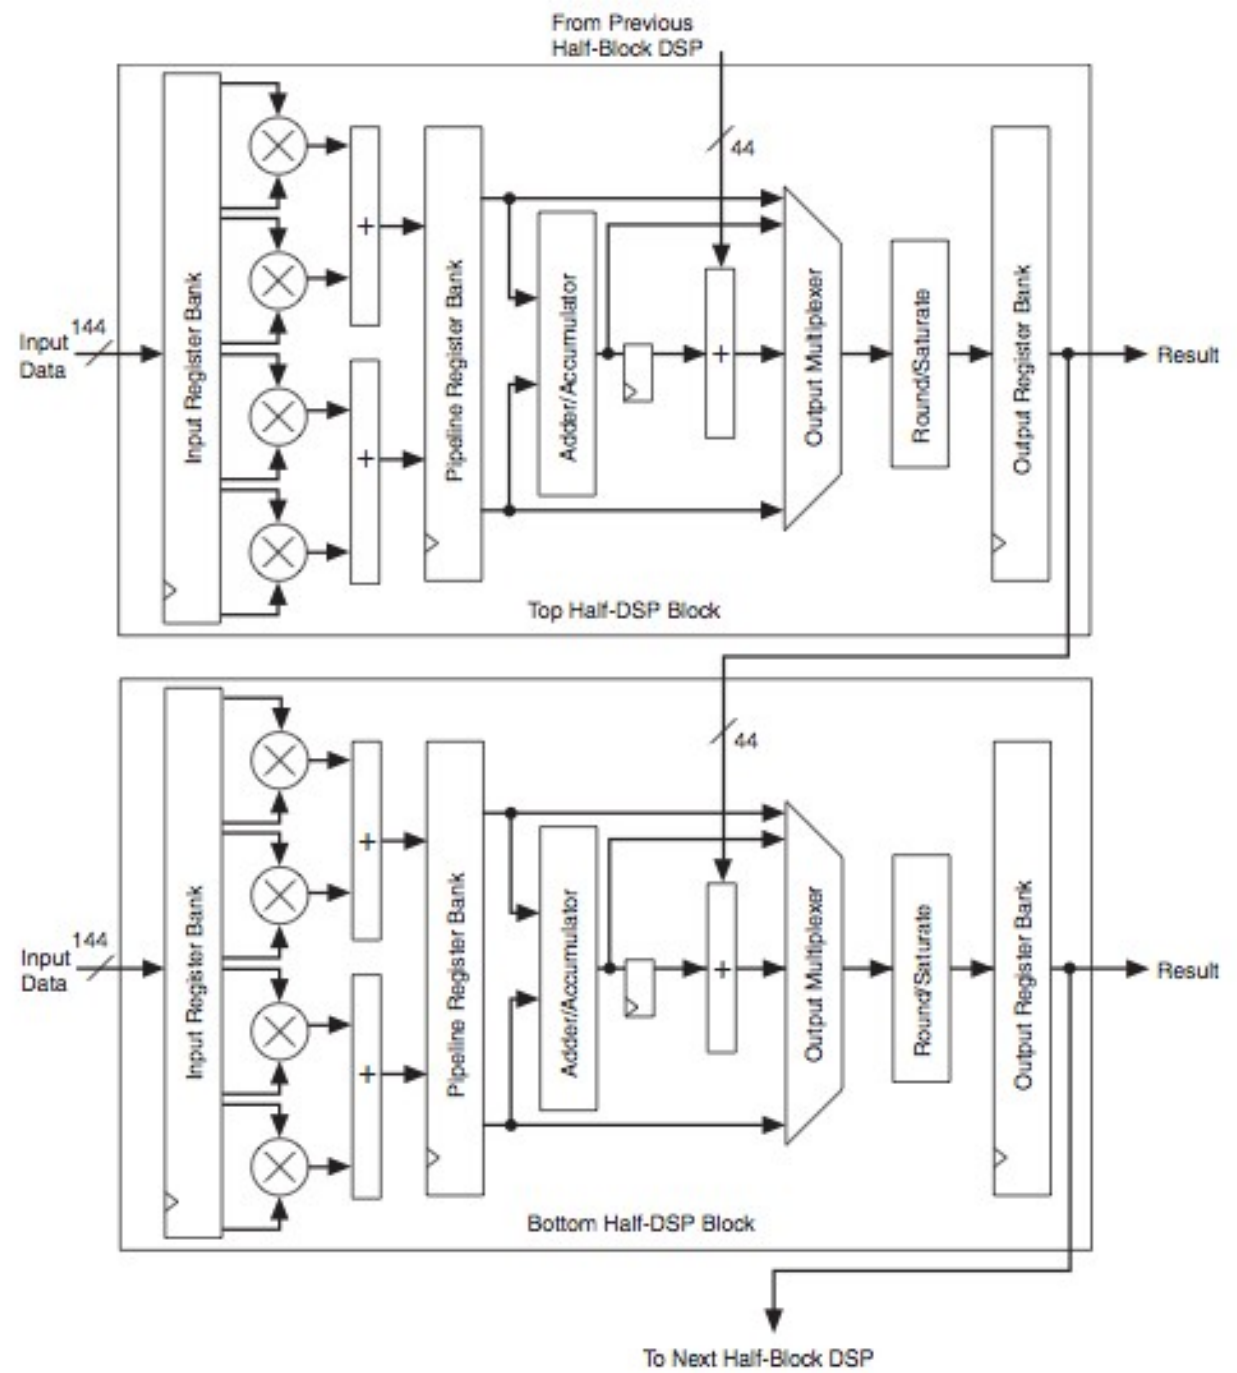 From Previous
Half-Block DSP
44
144
Input
Data
Input Register Bank
+
+
Pipeline Register Bank
Adder/Accumulator
+
Output Multiplexer
Round/Saturate
Output Register Bank
Result
Top Half-DSP Block
44
144
Input
Data
Input Register Bank
+
+
Pipeline Register Bank
Adder/Accumulator
+
Output Multiplexer
Round/Saturate
Output Register Bank
Result
Bottom Half-DSP Block
To Next Half-Block DSP